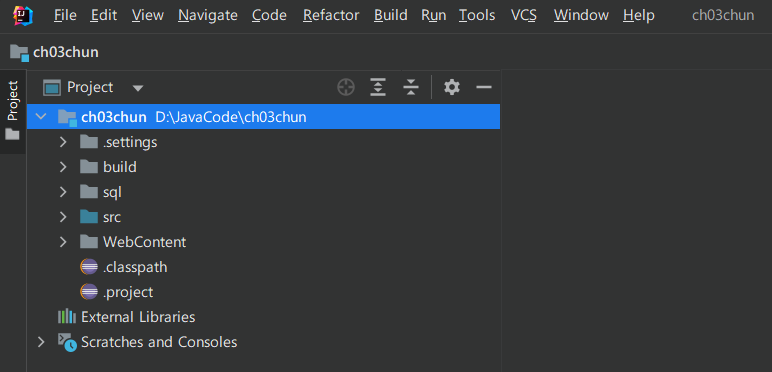 File Edit View Navigate Code Refactor Build Run Tools VCS Window Help ch03chun
ch03chun
Project
Project
ch03chun D:\JavaCode\ch03chun
.settings
build
sql
src
WebContent
.classpath
.project
External Libraries
Scratches and Consoles